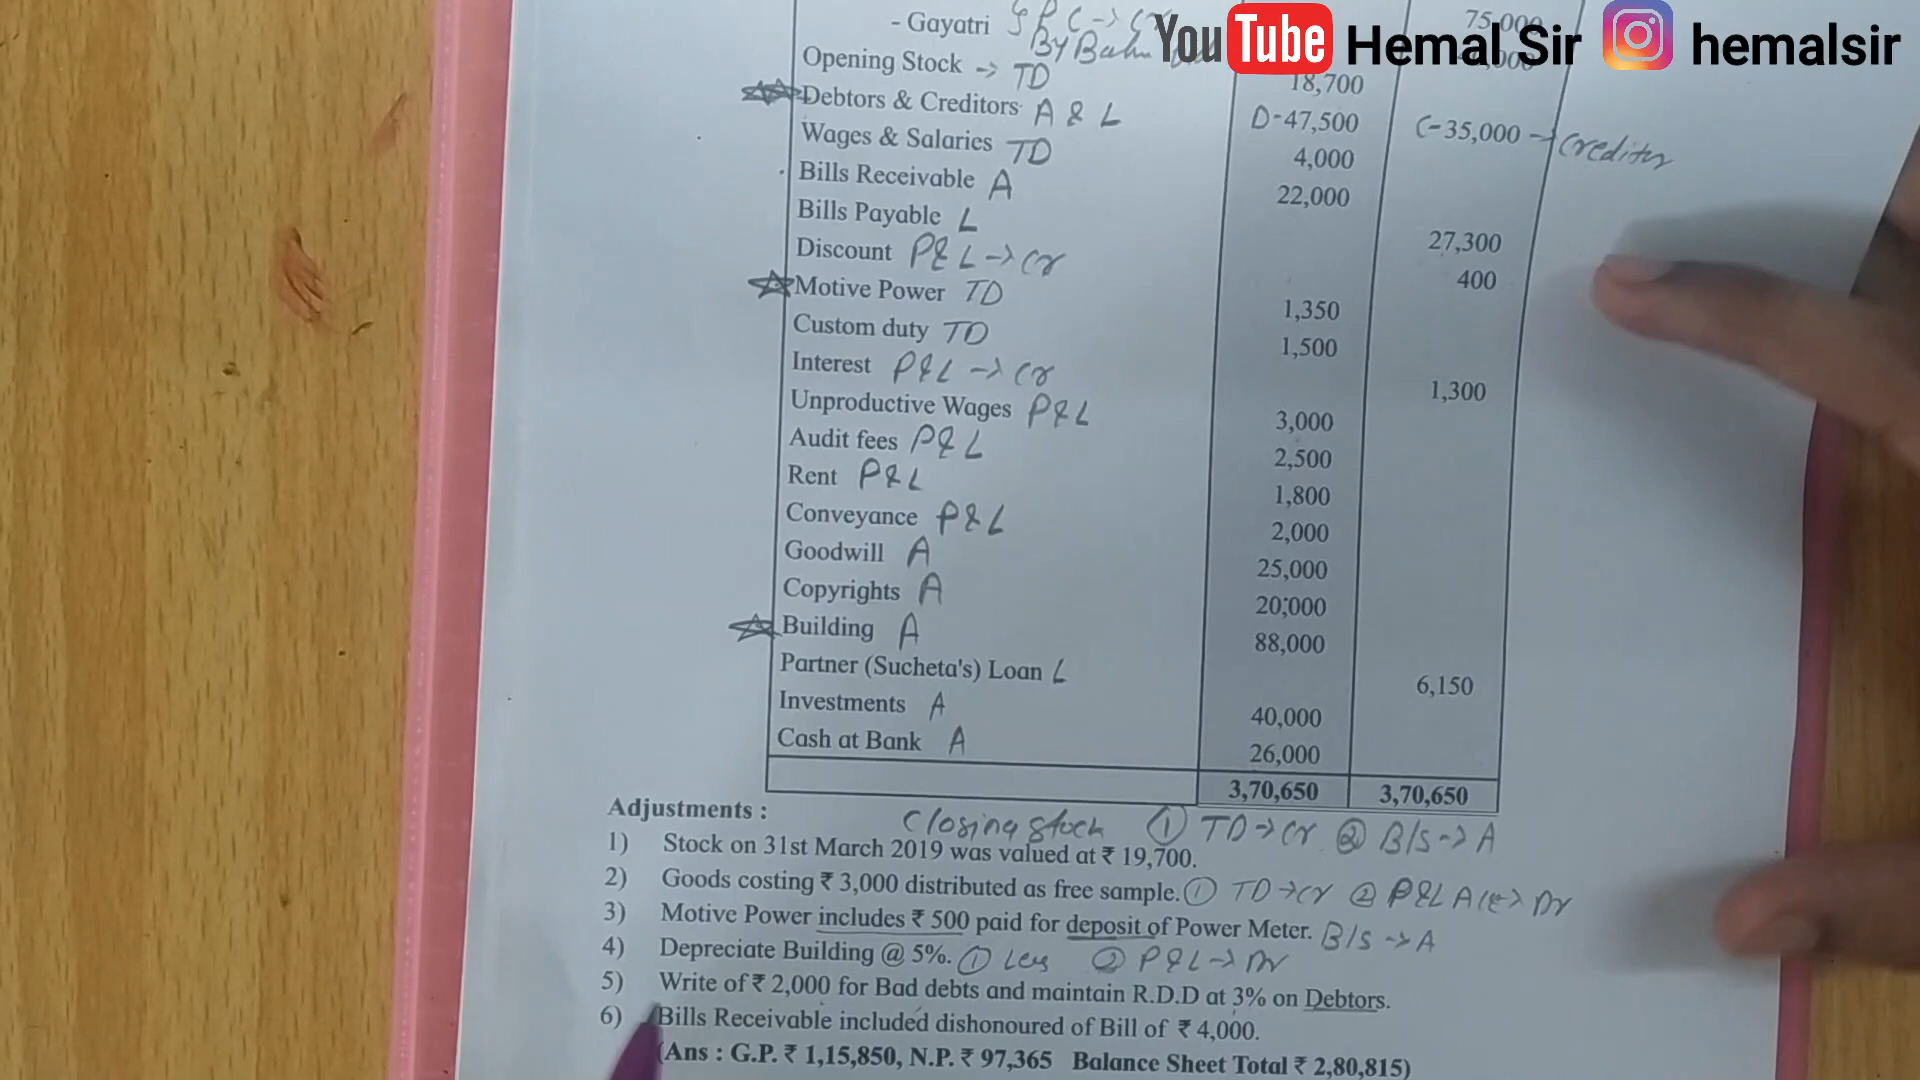 YouTube Hemal Sir hemalsir
- Gayatri 75,000
Opening Stock -> TD 18,700
Debtors & Creditors A & L D-47,500 C-35,000 -> Creditor
Wages & Salaries TD 4,000
Bills Receivable A 22,000
Bills Payable L 27,300
Discount P&L -> Cr 400
Motive Power TD 1,350
Custom duty TD 1,500
Interest P&L -> Cr 1,300
Unproductive Wages P&L 3,000
Audit fees P&L 2,500
Rent P&L 1,800
Conveyance P&L 2,000
Goodwill A 25,000
Copyrights A 20,000
Building A 88,000
Partner (Sucheta's) Loan L 6,150
Investments A 40,000
Cash at Bank A 26,000
3,70,650 3,70,650
Adjustments :
Closing stock ① TD -> Cr ② B/S -> A
1) Stock on 31st March 2019 was valued at ₹ 19,700.
2) Goods costing ₹ 3,000 distributed as free sample. ① TD -> Cr ② P&L A/c -> Dr
3) Motive Power includes ₹ 500 paid for deposit of Power Meter. B/S -> A
4) Depreciate Building @ 5%. ① Less ② P&L -> Dr
5) Write of ₹ 2,000 for Bad debts and maintain R.D.D at 3% on Debtors.
6) Bills Receivable included dishonoured of Bill of ₹ 4,000.
(Ans : G.P. ₹ 1,15,850, N.P. ₹ 97,365 Balance Sheet Total ₹ 2,80,815)